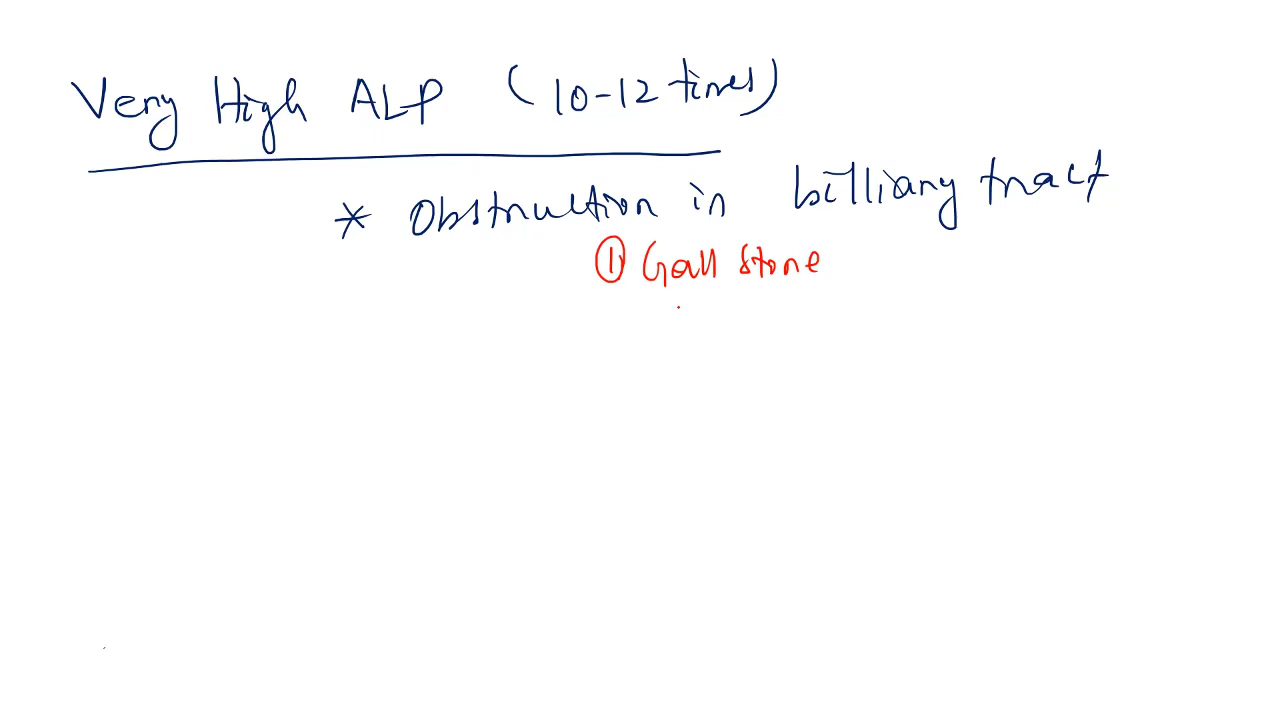 Very High ALP (10-12 times)
* Obstruction in billiary tract
① Gall stone